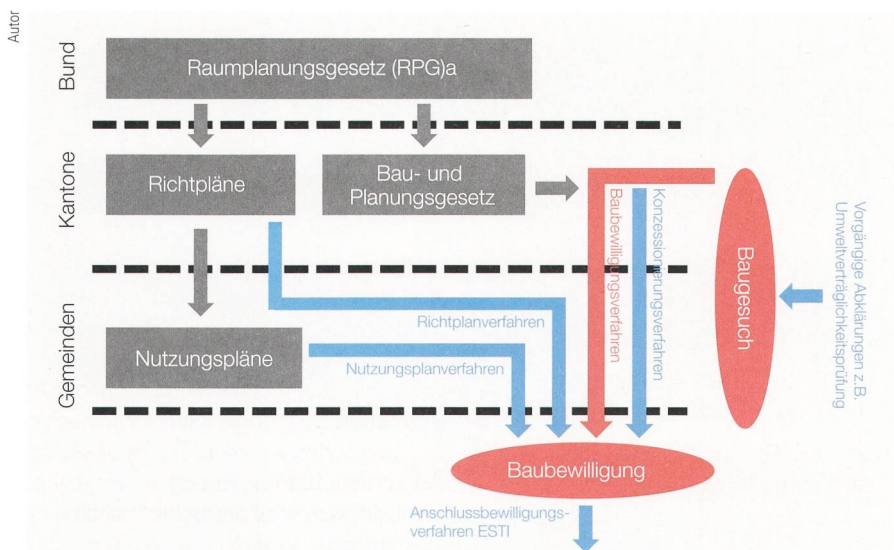 Autor
Bund
Raumplanungsgesetz (RPG)a
Kantone
Richtpläne
Bau- und
Planungsgesetz
Gemeinden
Nutzungspläne
Richtplanverfahren
Nutzungsplanverfahren
Baubewilligungsverfahren
Konzessionierungsverfahren
Baugesuch
Vorgängige Abklärungen z.B.
Umweltverträglichkeitsprüfung
Baubewilligung
Anschlussbewilligungs-
verfahren ESTI